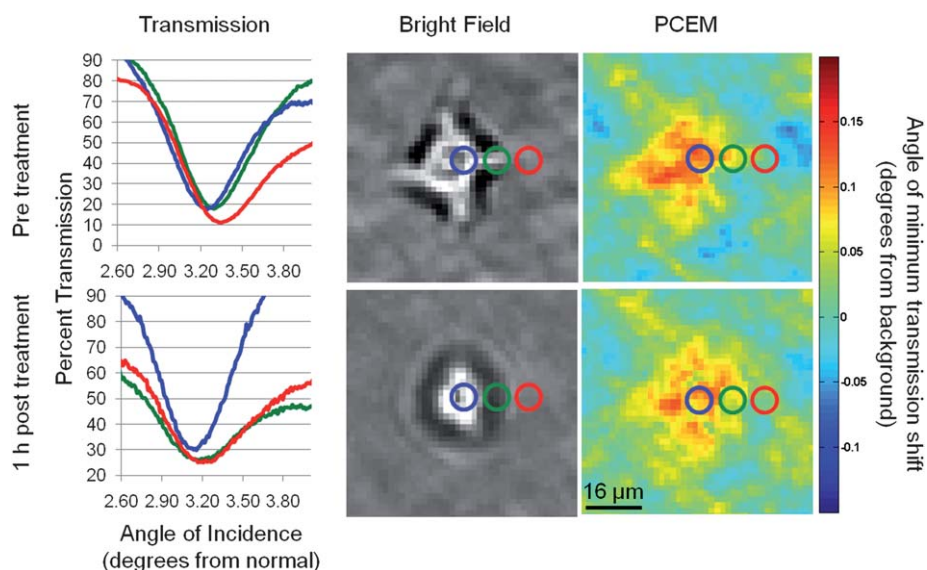 Transmission
Bright Field
PCEM
Pre treatment
1 h post treatment
Percent Transmission
90
80
70
60
50
40
30
20
10
0
2.60 2.90 3.20 3.50 3.80
90
80
70
60
50
40
30
20
2.60 2.90 3.20 3.50 3.80
Angle of Incidence
(degrees from normal)
16 µm
0.15
0.1
0.05
0
-0.05
-0.1
Angle of minimum transmission shift
(degrees from background)